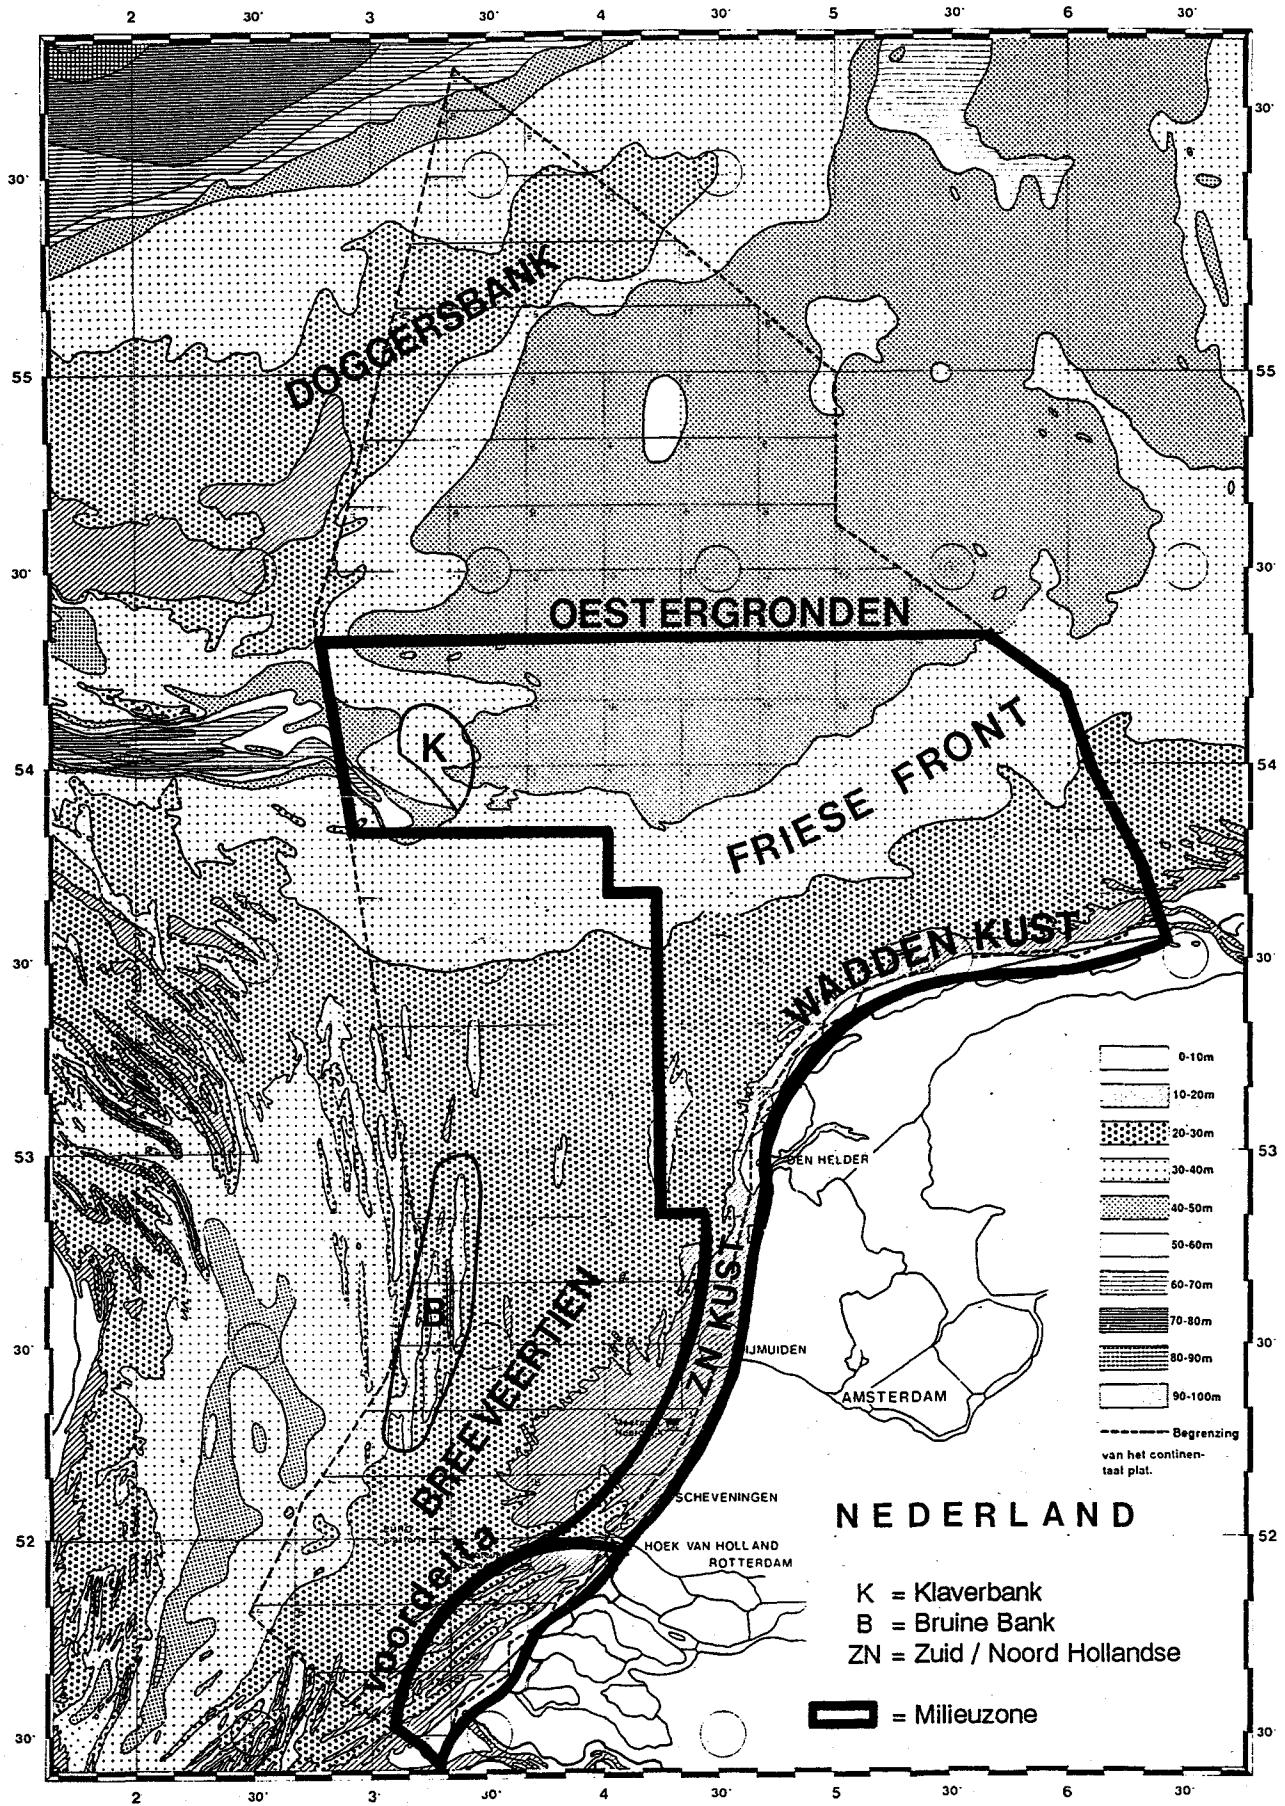 2 30' 3 30' 4 30' 5 30' 6 30'
30'
30'
DOGGERSBANK
55 55
30' 30'
OESTERGRONDEN
K
54 54
FRIESE FRONT
WADDEN KUST
30' 30'
0-10m
10-20m
20-30m
30-40m
40-50m
50-60m
60-70m
70-80m
80-90m
90-100m
Begrenzing
van het continen-
taal plat.
53 53
DEN HELDER
ZN KUST
B
30' 30'
IJMUIDEN
AMSTERDAM
BREEVEERTIEN
SCHEVENINGEN
NEDERLAND
52 52
HOEK VAN HOLLAND
ROTTERDAM
Voordelta
K = Klaverbank
B = Bruine Bank
ZN = Zuid / Noord Hollandse
= Milieuzone
30' 30'
2 30' 3 30' 4 30' 5 30' 6 30'